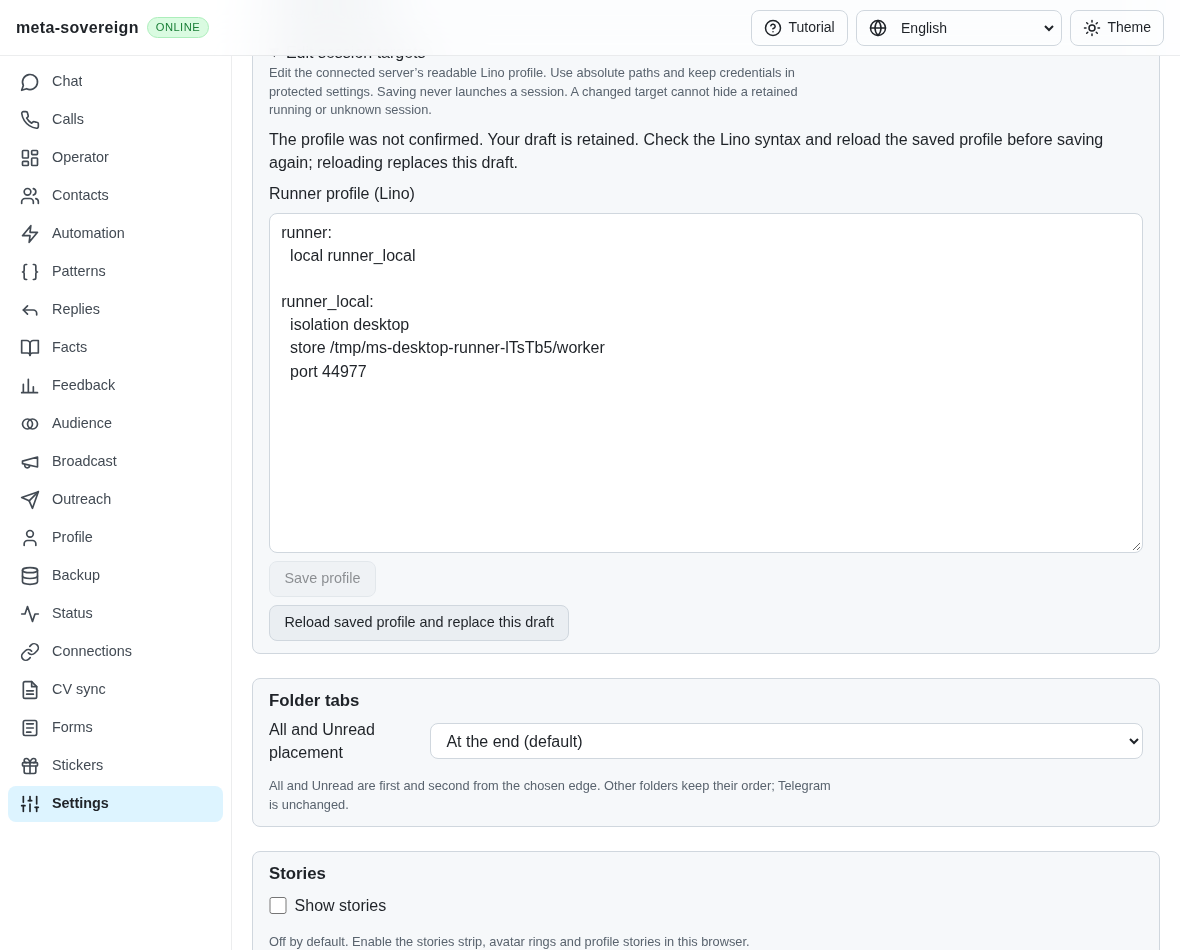 meta-sovereign ONLINE Tutorial English Theme
Edit session targets
Edit the connected server's readable Lino profile. Use absolute paths and keep credentials in
protected settings. Saving never launches a session. A changed target cannot hide a retained
running or unknown session.
The profile was not confirmed. Your draft is retained. Check the Lino syntax and reload the saved profile before saving
again; reloading replaces this draft.
Runner profile (Lino)
runner:
  local runner_local

runner_local:
  isolation desktop
  store /tmp/ms-desktop-runner-lTsTb5/worker
  port 44977
Save profile
Reload saved profile and replace this draft
Folder tabs
All and Unread
placement
At the end (default)
All and Unread are first and second from the chosen edge. Other folders keep their order; Telegram
is unchanged.
Stories
Show stories
Off by default. Enable the stories strip, avatar rings and profile stories in this browser.
Chat
Calls
Operator
Contacts
Automation
Patterns
Replies
Facts
Feedback
Audience
Broadcast
Outreach
Profile
Backup
Status
Connections
CV sync
Forms
Stickers
Settings